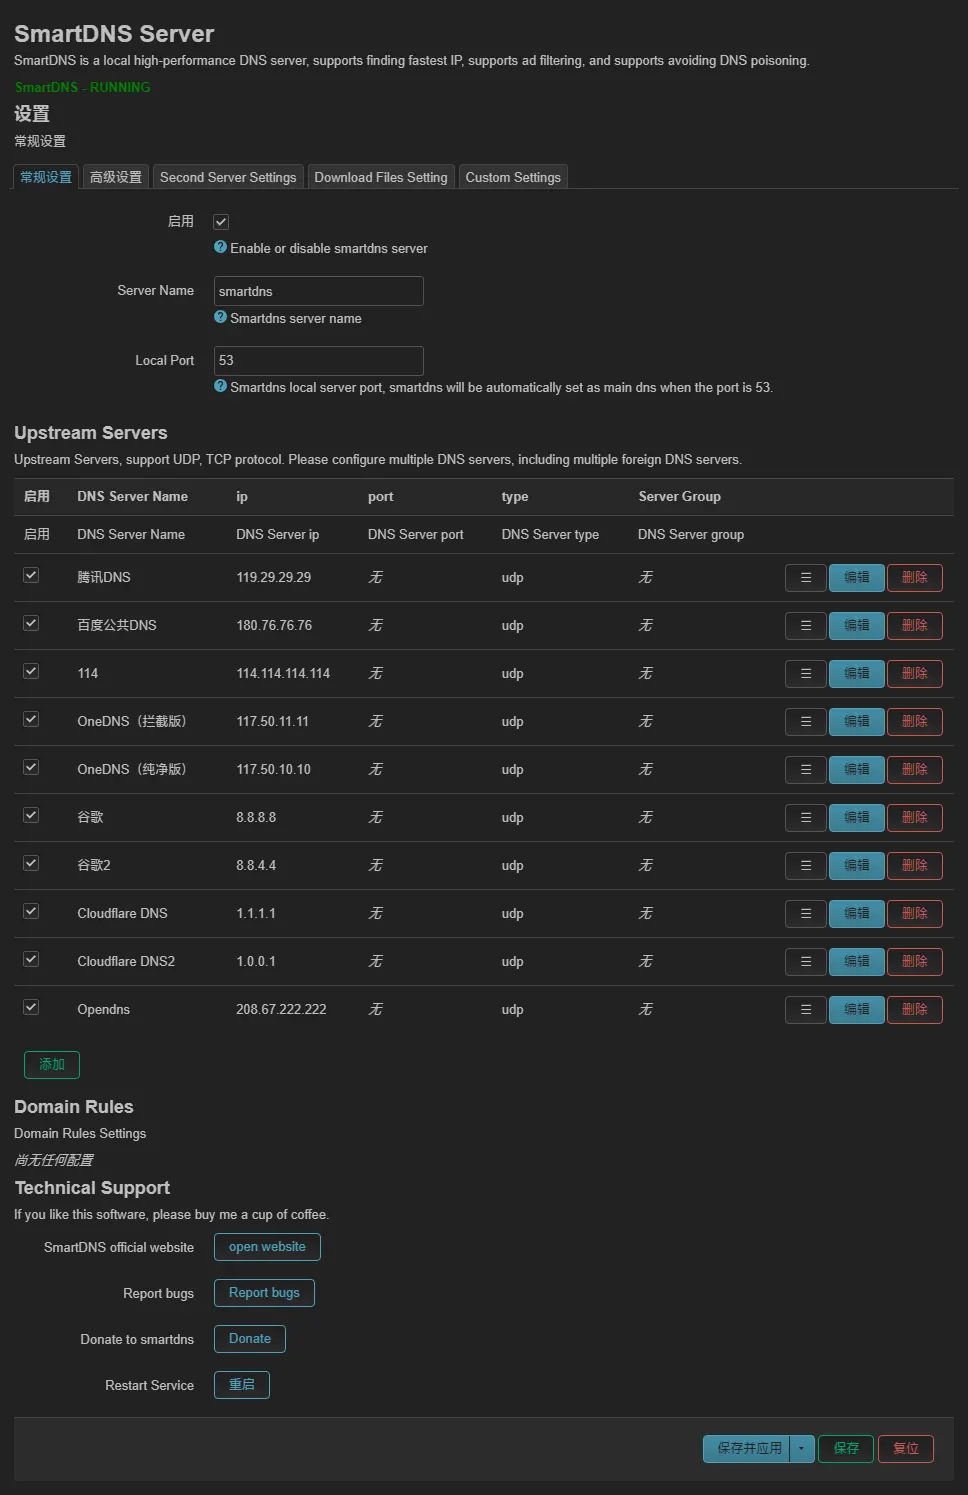 SmartDNS Server
SmartDNS is a local high-performance DNS server, supports finding fastest IP, supports ad filtering, and supports avoiding DNS poisoning.
SmartDNS - RUNNING
设置
常规设置
常规设置 高级设置 Second Server Settings Download Files Setting Custom Settings
启用
Enable or disable smartdns server
Server Name smartdns
Smartdns server name
Local Port 53
Smartdns local server port, smartdns will be automatically set as main dns when the port is 53.
Upstream Servers
Upstream Servers, support UDP, TCP protocol. Please configure multiple DNS servers, including multiple foreign DNS servers.
启用 DNS Server Name ip port type Server Group
启用 DNS Server Name DNS Server ip DNS Server port DNS Server type DNS Server group
腾讯DNS 119.29.29.29 无 udp 无 ☰ 编辑 删除
百度公共DNS 180.76.76.76 无 udp 无 ☰ 编辑 删除
114 114.114.114.114 无 udp 无 ☰ 编辑 删除
OneDNS（拦截版） 117.50.11.11 无 udp 无 ☰ 编辑 删除
OneDNS（纯净版） 117.50.10.10 无 udp 无 ☰ 编辑 删除
谷歌 8.8.8.8 无 udp 无 ☰ 编辑 删除
谷歌2 8.8.4.4 无 udp 无 ☰ 编辑 删除
Cloudflare DNS 1.1.1.1 无 udp 无 ☰ 编辑 删除
Cloudflare DNS2 1.0.0.1 无 udp 无 ☰ 编辑 删除
Opendns 208.67.222.222 无 udp 无 ☰ 编辑 删除
添加
Domain Rules
Domain Rules Settings
尚无任何配置
Technical Support
If you like this software, please buy me a cup of coffee.
SmartDNS official website open website
Report bugs Report bugs
Donate to smartdns Donate
Restart Service 重启
保存并应用 保存 复位